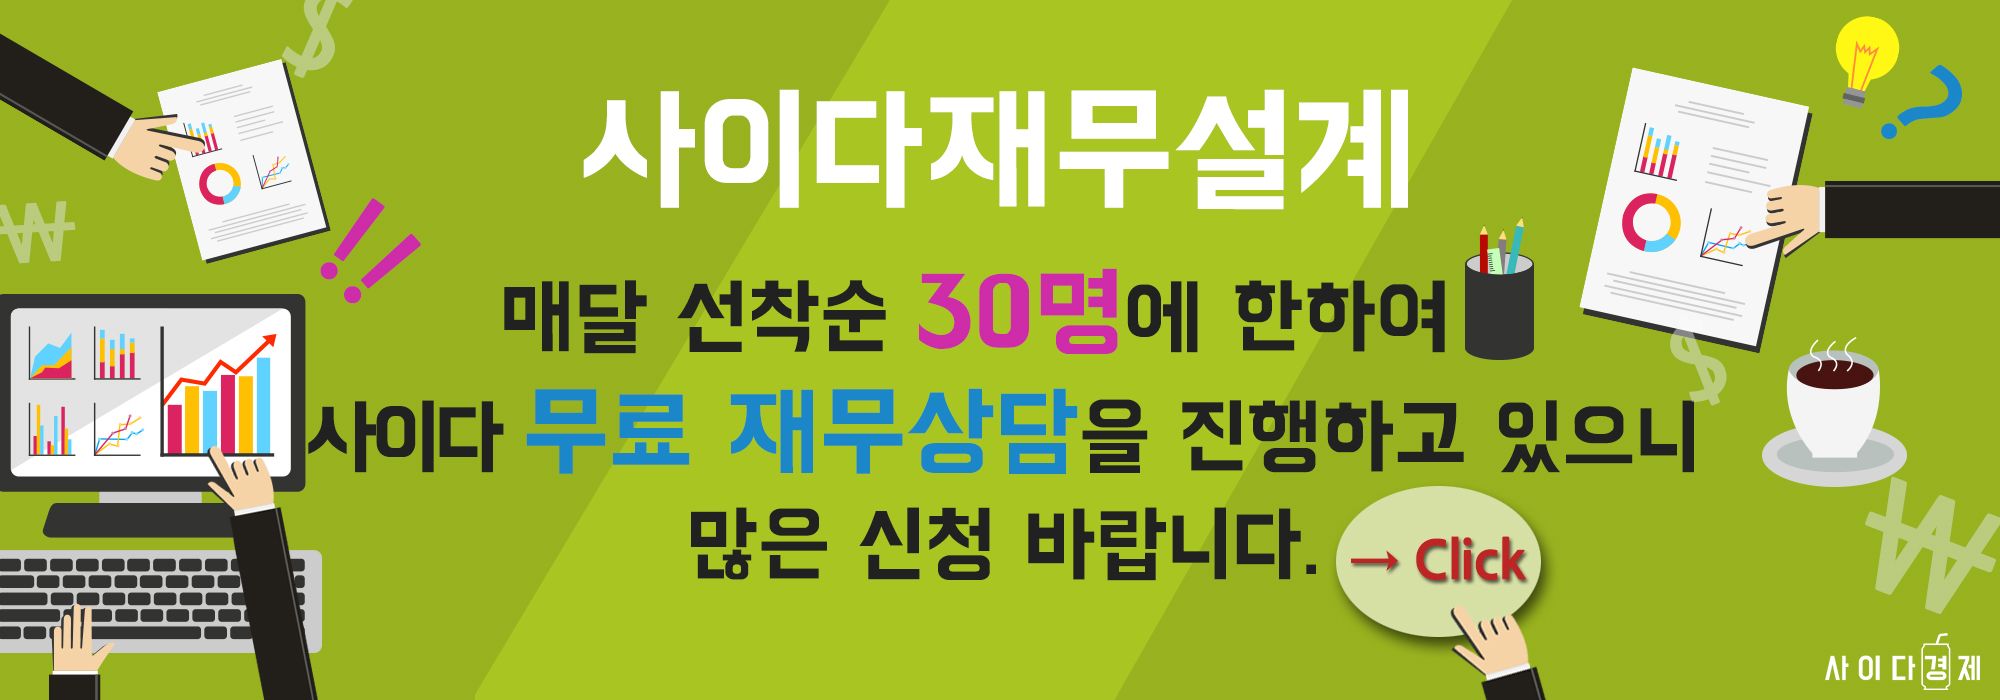 사이다재무설계
매달 선착순 30명에 한하여
사이다 무료 재무상담을 진행하고 있으니
많은 신청 바랍니다.
→ Click
사이다경제